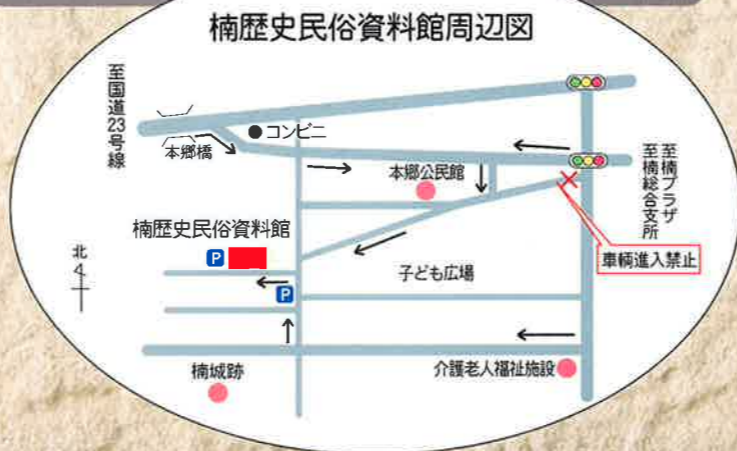 楠歴史民俗資料館周辺図
至国道23号線
本郷橋
コンビニ
本郷公民館
至楠プラザ
至楠総合支所
車輌進入禁止
楠歴史民俗資料館
P
P
北
子ども広場
楠城跡
介護老人福祉施設